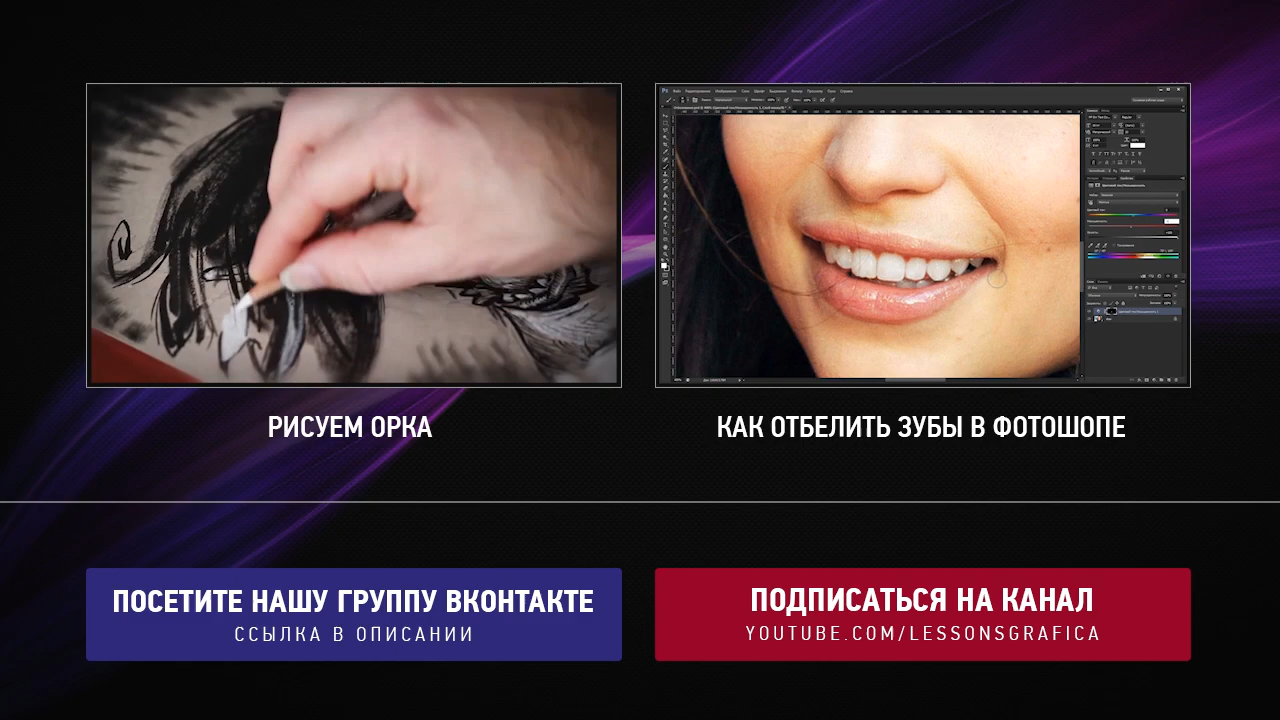 РИСУЕМ ОРКА
КАК ОТБЕЛИТЬ ЗУБЫ В ФОТОШОПЕ
ПОСЕТИТЕ НАШУ ГРУППУ ВКОНТАКТЕ
ССЫЛКА В ОПИСАНИИ
ПОДПИСАТЬСЯ НА КАНАЛ
YOUTUBE.COM/LESSONSGRAFICA